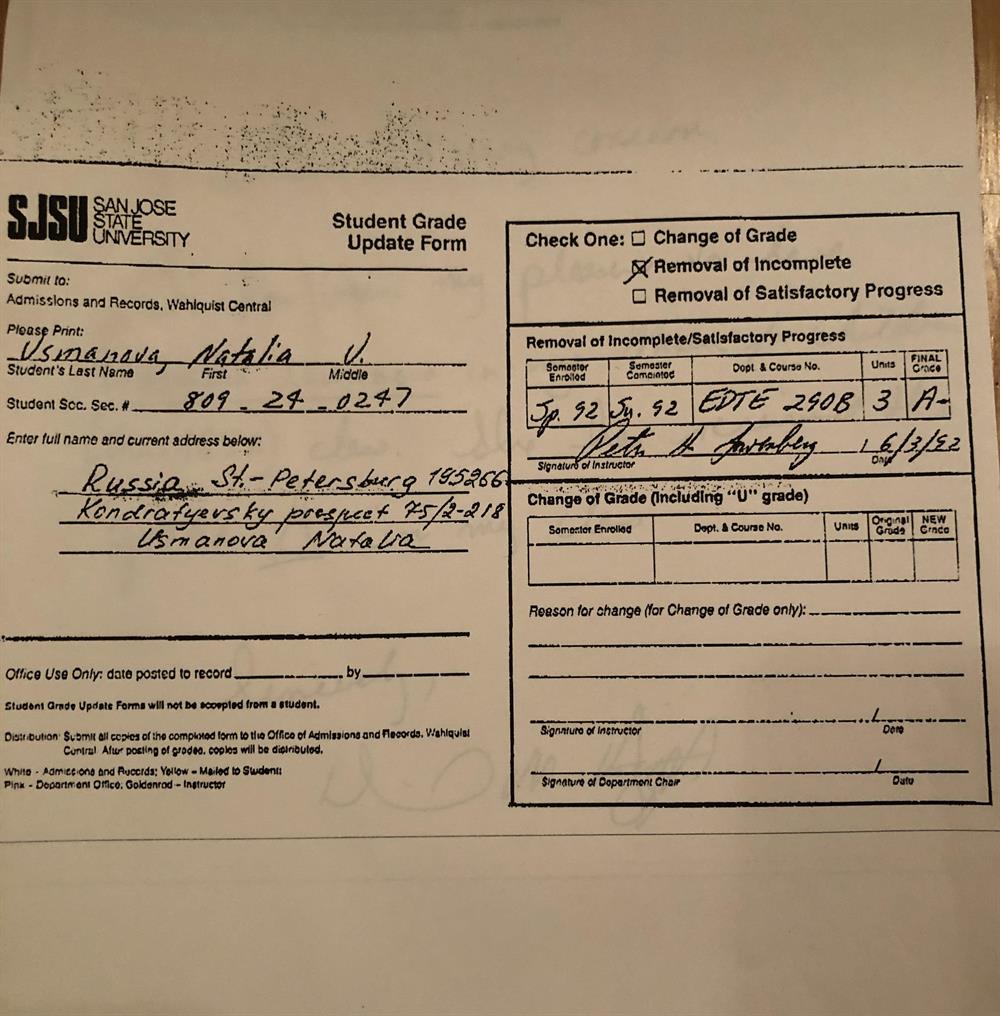 SJSU SAN JOSE
STATE
UNIVERSITY
Student Grade
Update Form
Submit to:
Admissions and Records, Wahlquist Central
Please Print:
Usmanova, Natalia V.
Student's Last Name First Middle
Student Soc. Sec. # 809 - 24 - 0247
Enter full name and current address below:
Russia St.-Petersburg 195266
Kondratyevsky prospect 75/2-218
Usmanova Natalia
Office Use Only: date posted to record by
Student Grade Update Forms will not be accepted from a student.
Distribution: Submit all copies of the completed form to the Office of Admissions and Records, Wahlquist
Central. After posting of grades, copies will be distributed.
White - Admissions and Records; Yellow - Mailed to Student;
Pink - Department Office; Goldenrod - Instructor
Check One: Change of Grade
Removal of Incomplete
Removal of Satisfactory Progress
Removal of Incomplete/Satisfactory Progress
Semester Enrolled Semester Completed Dept. & Course No. Units FINAL Grade
Sp. 92 Su. 92 EDTE 290B 3 A-
6/3/92
Signature of Instructor Date
Change of Grade (including "U" grade)
Semester Enrolled Dept. & Course No. Units Original Grade NEW Grade
Reason for change (for Change of Grade only):
Signature of Instructor Date
Signature of Department Chair Date